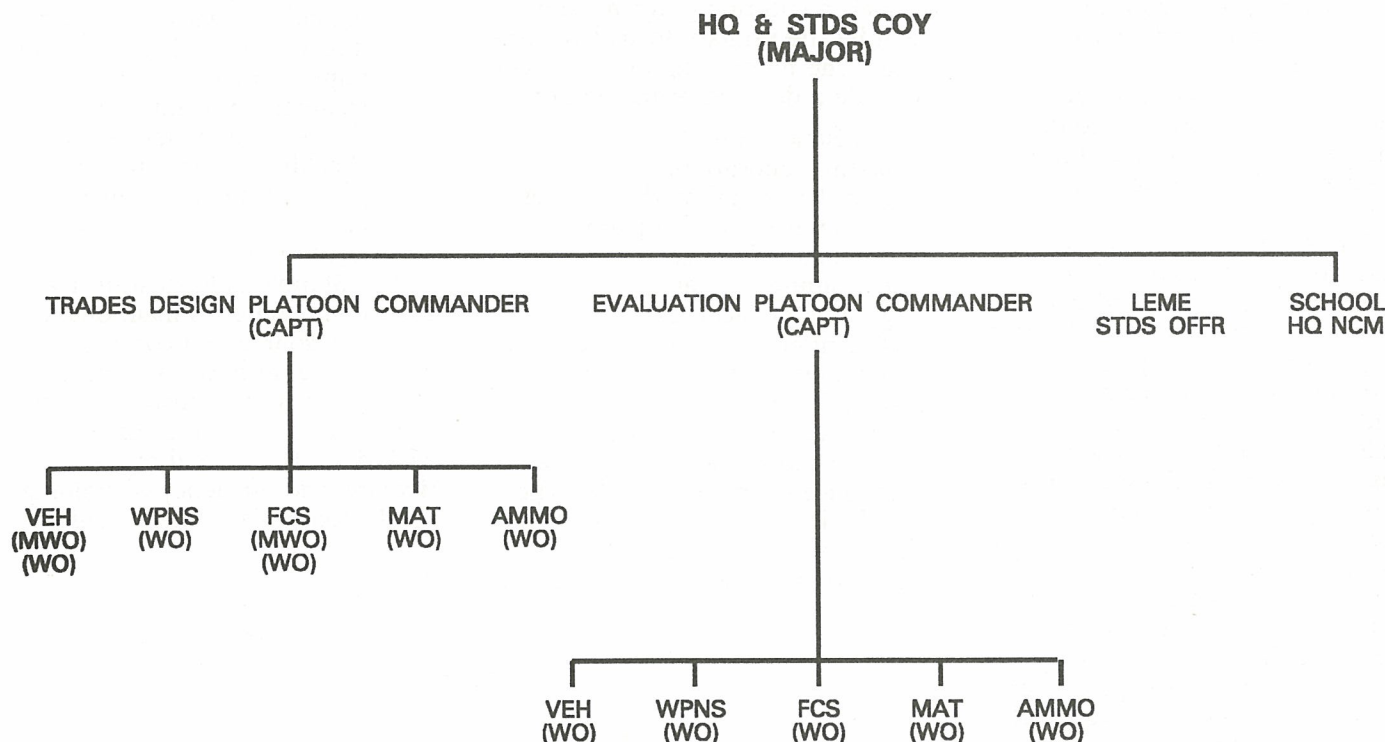 HQ & STDS COY
(MAJOR)
TRADES DESIGN PLATOON COMMANDER
(CAPT)
EVALUATION PLATOON COMMANDER
(CAPT)
LEME
STDS OFFR
SCHOOL
HQ NCM
VEH
(MWO)
(WO)
WPNS
(WO)
FCS
(MWO)
(WO)
MAT
(WO)
AMMO
(WO)
VEH
(WO)
WPNS
(WO)
FCS
(WO)
MAT
(WO)
AMMO
(WO)